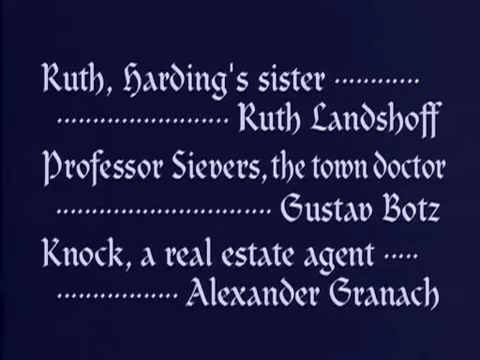 Ruth, Harding's sister ············
························ Ruth Landshoff
Professor Sievers, the town doctor
······························ Gustav Botz
Knock, a real estate agent ·····
················· Alexander Granach